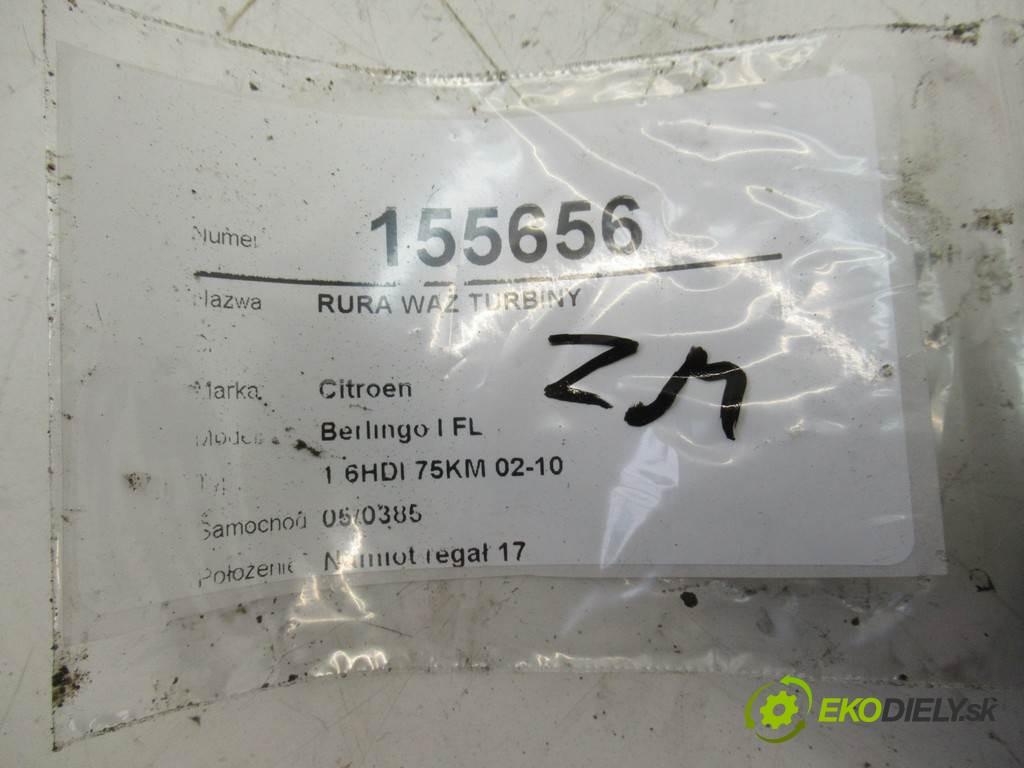 Numer 155656
Nazwa RURA WAZ TURBINY
Marka Citroen
Model Berlingo I FL
Typ 1.6HDI 75KM 02-10
Samochód 05/0385
Położenie Namiot regał 17
EKODIELY.sk